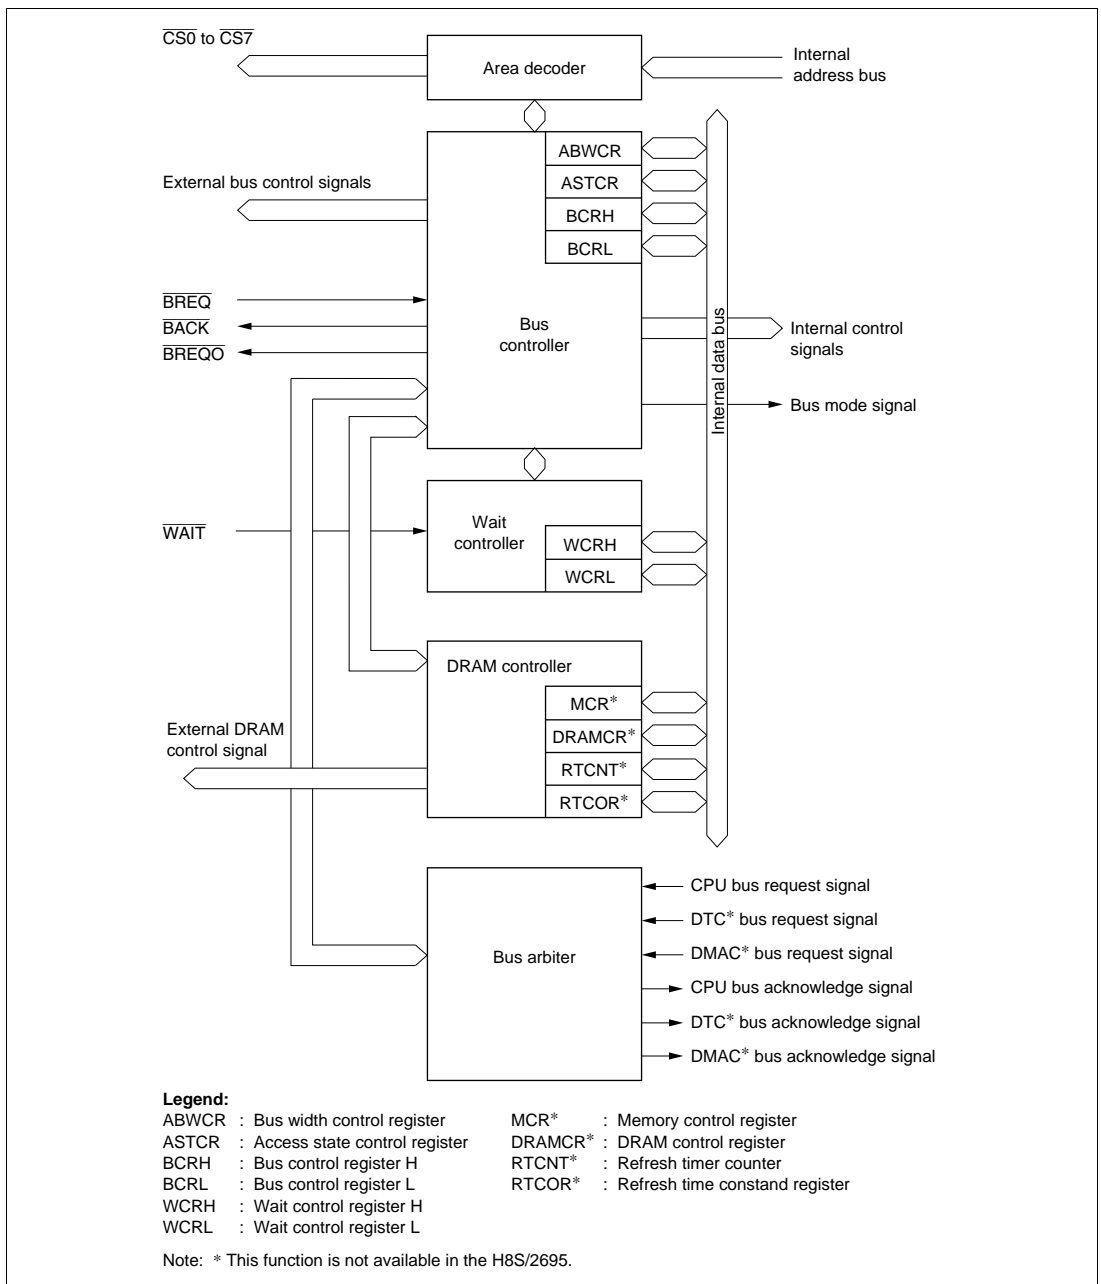 CS0 to CS7
Area decoder
Internal
address bus
ABWCR
ASTCR
BCRH
BCRL
External bus control signals
BREQ
BACK
BREQO
Bus
controller
Internal data bus
Internal control
signals
Bus mode signal
WAIT
Wait
controller
WCRH
WCRL
DRAM controller
MCR*
DRAMCR*
RTCNT*
RTCOR*
External DRAM
control signal
Bus arbiter
CPU bus request signal
DTC* bus request signal
DMAC* bus request signal
CPU bus acknowledge signal
DTC* bus acknowledge signal
DMAC* bus acknowledge signal
Legend:
ABWCR : Bus width control register
ASTCR : Access state control register
BCRH : Bus control register H
BCRL : Bus control register L
WCRH : Wait control register H
WCRL : Wait control register L
MCR* : Memory control register
DRAMCR* : DRAM control register
RTCNT* : Refresh timer counter
RTCOR* : Refresh time constand register
Note: * This function is not available in the H8S/2695.